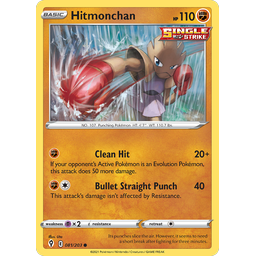 BASIC Hitmonchan HP 110
SINGLE STRIKE
Clean Hit 20+
If your opponent's Active Pokémon is an Evolution Pokémon,
this attack does 50 more damage.
Bullet Straight Punch 40
This attack's damage isn't affected by Resistance.
weakness ×2 resistance retreat
085/203